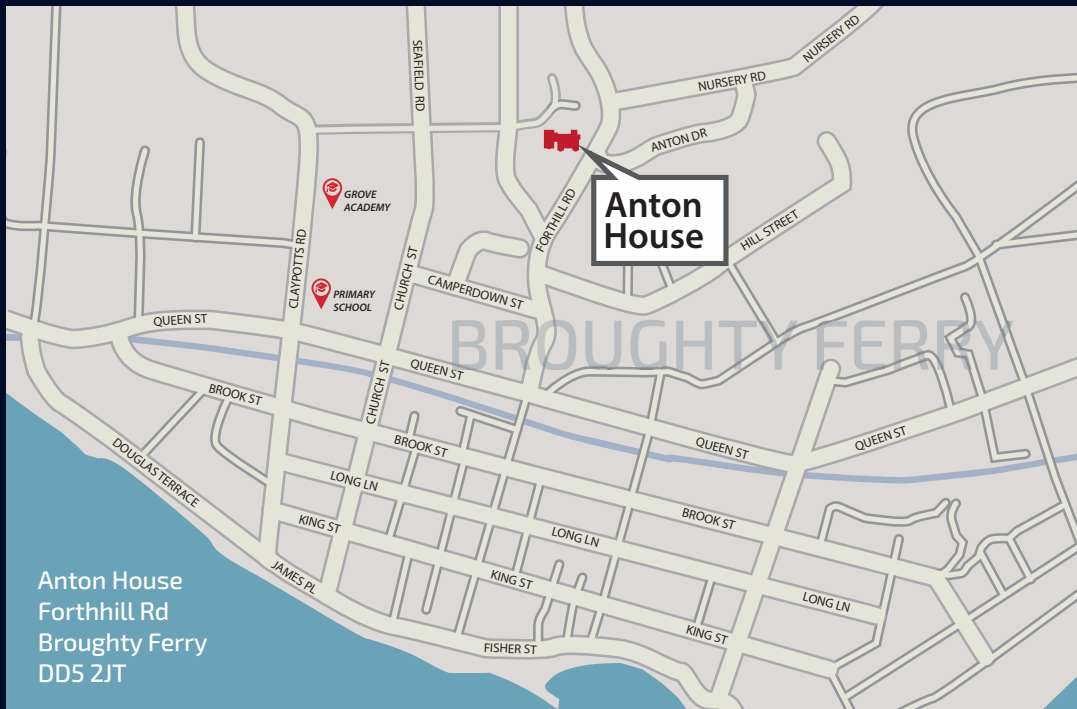 NURSERY RD
NURSERY RD
SEAFIELD RD
ANTON DR
GROVE
ACADEMY
Anton
House
FORTHILL RD
HILL STREET
CLAYPOTTS RD
CHURCH ST
CAMPERDOWN ST
PRIMARY
SCHOOL
QUEEN ST
BROUGHTY FERRY
QUEEN ST
CHURCH ST
BROOK ST
QUEEN ST
QUEEN ST
BROOK ST
DOUGLAS TERRACE
LONG LN
BROOK ST
KING ST
LONG LN
JAMES PL
KING ST
LONG LN
KING ST
FISHER ST
Anton House
Forthhill Rd
Broughty Ferry
DD5 2JT